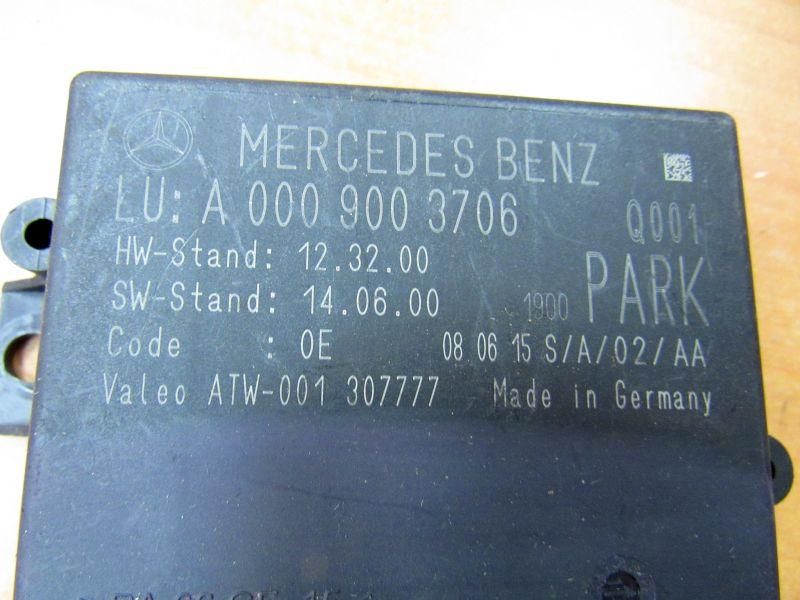 MERCEDES BENZ
LU: A 000 900 3706 Q001
HW-Stand: 12.32.00
SW-Stand: 14.06.00 1900 PARK
Code : 0E 08 06 15 S/A/02/AA
Valeo ATW-001 307777 Made in Germany